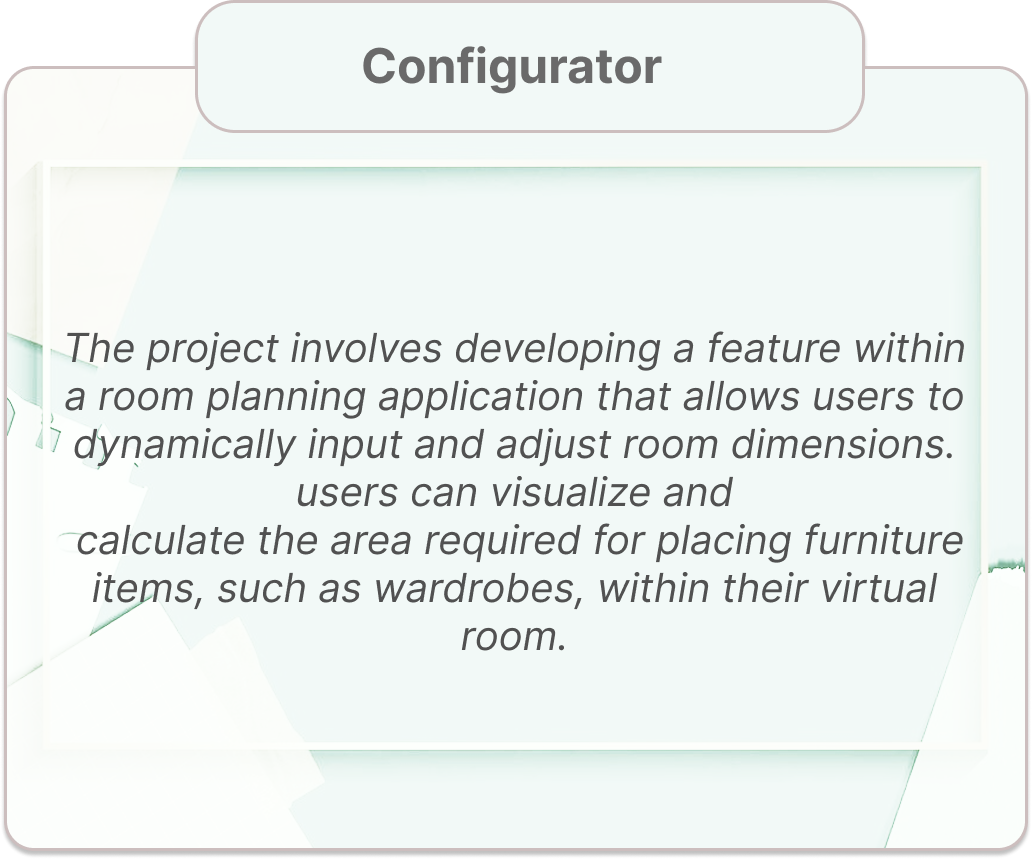 Configurator
The project involves developing a feature within
a room planning application that allows users to
dynamically input and adjust room dimensions.
users can visualize and
calculate the area required for placing furniture
items, such as wardrobes, within their virtual
room.